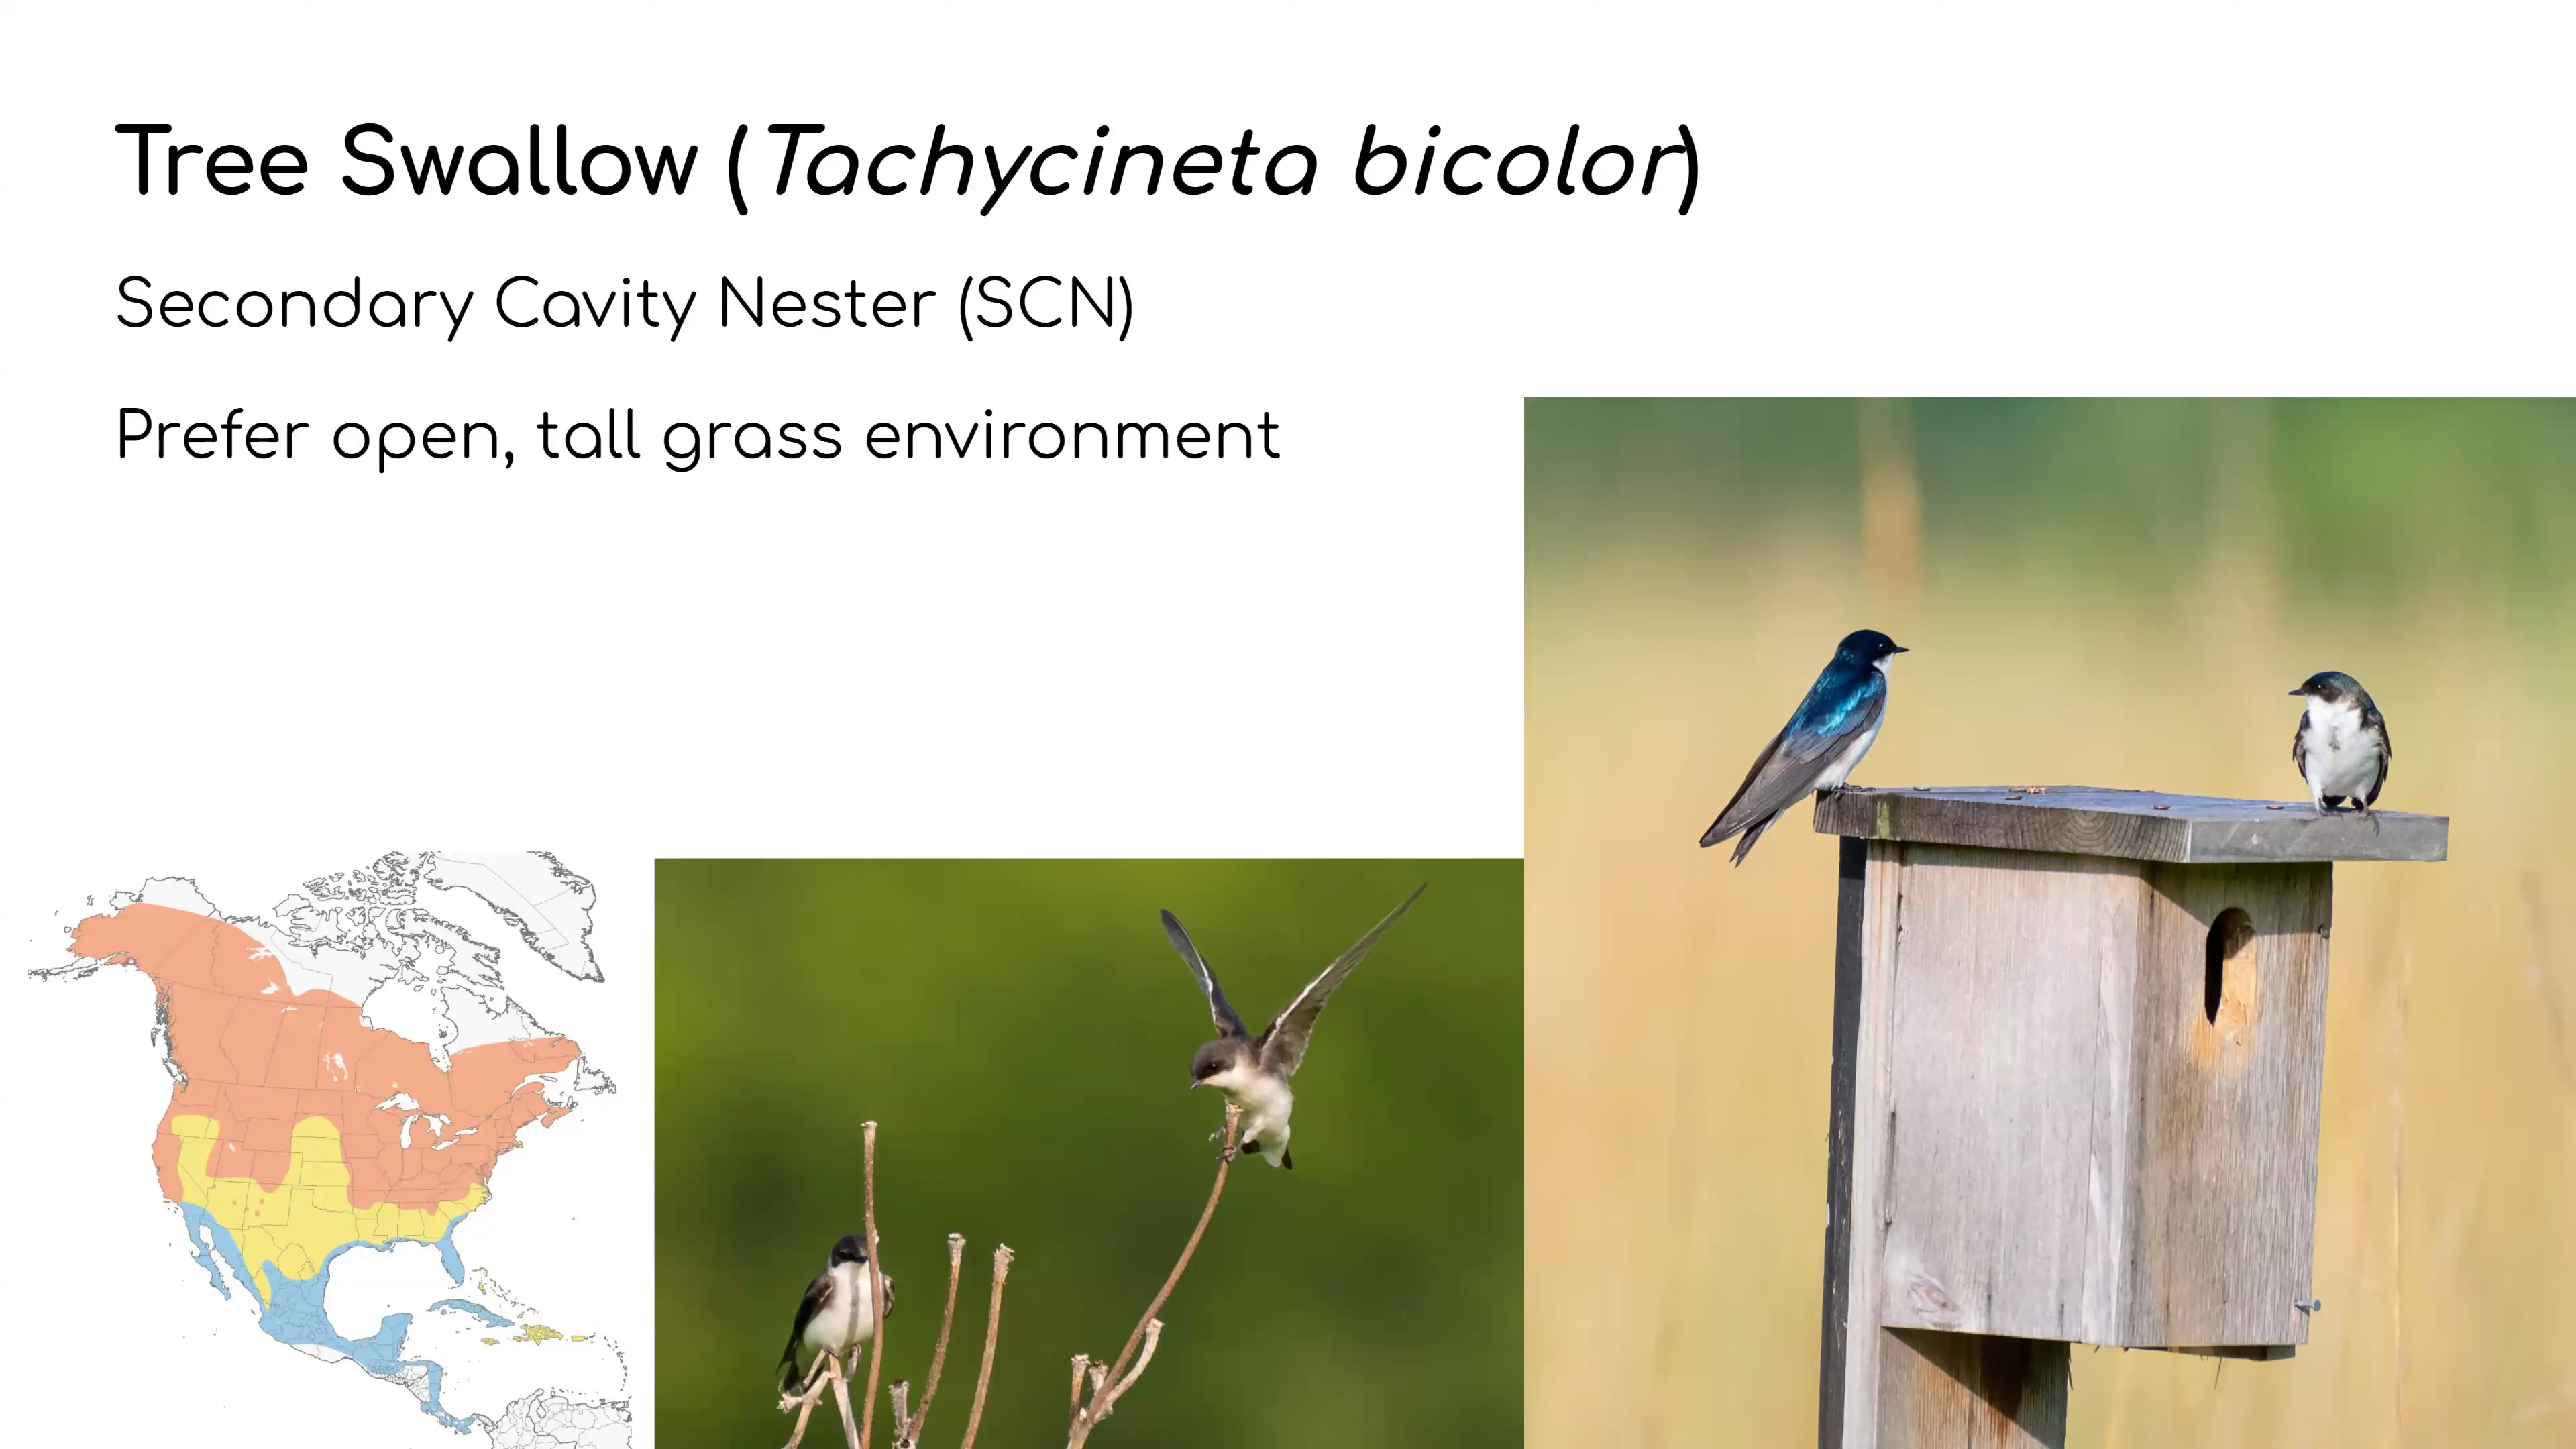 Tree Swallow (Tachycineta bicolor)
Secondary Cavity Nester (SCN)
Prefer open, tall grass environment